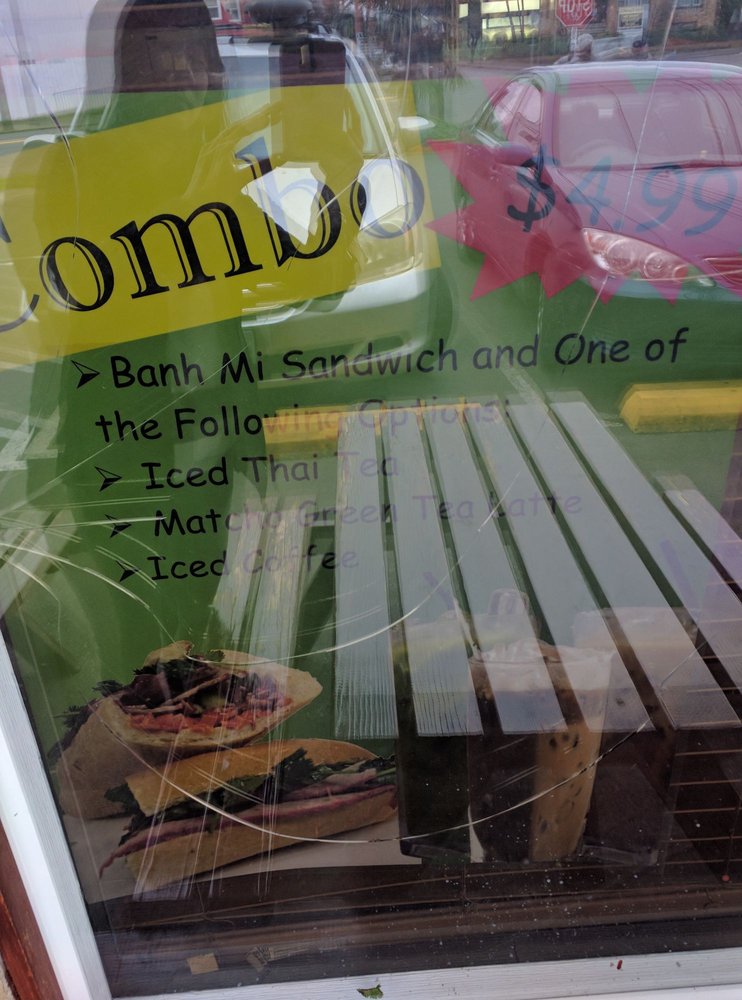 Combo
$4.99
➢ Banh Mi Sandwich and One of
the Following Options:
➢ Iced Thai Tea
➢ Matcha Green Tea Latte
➢ Iced Coffee
STOP